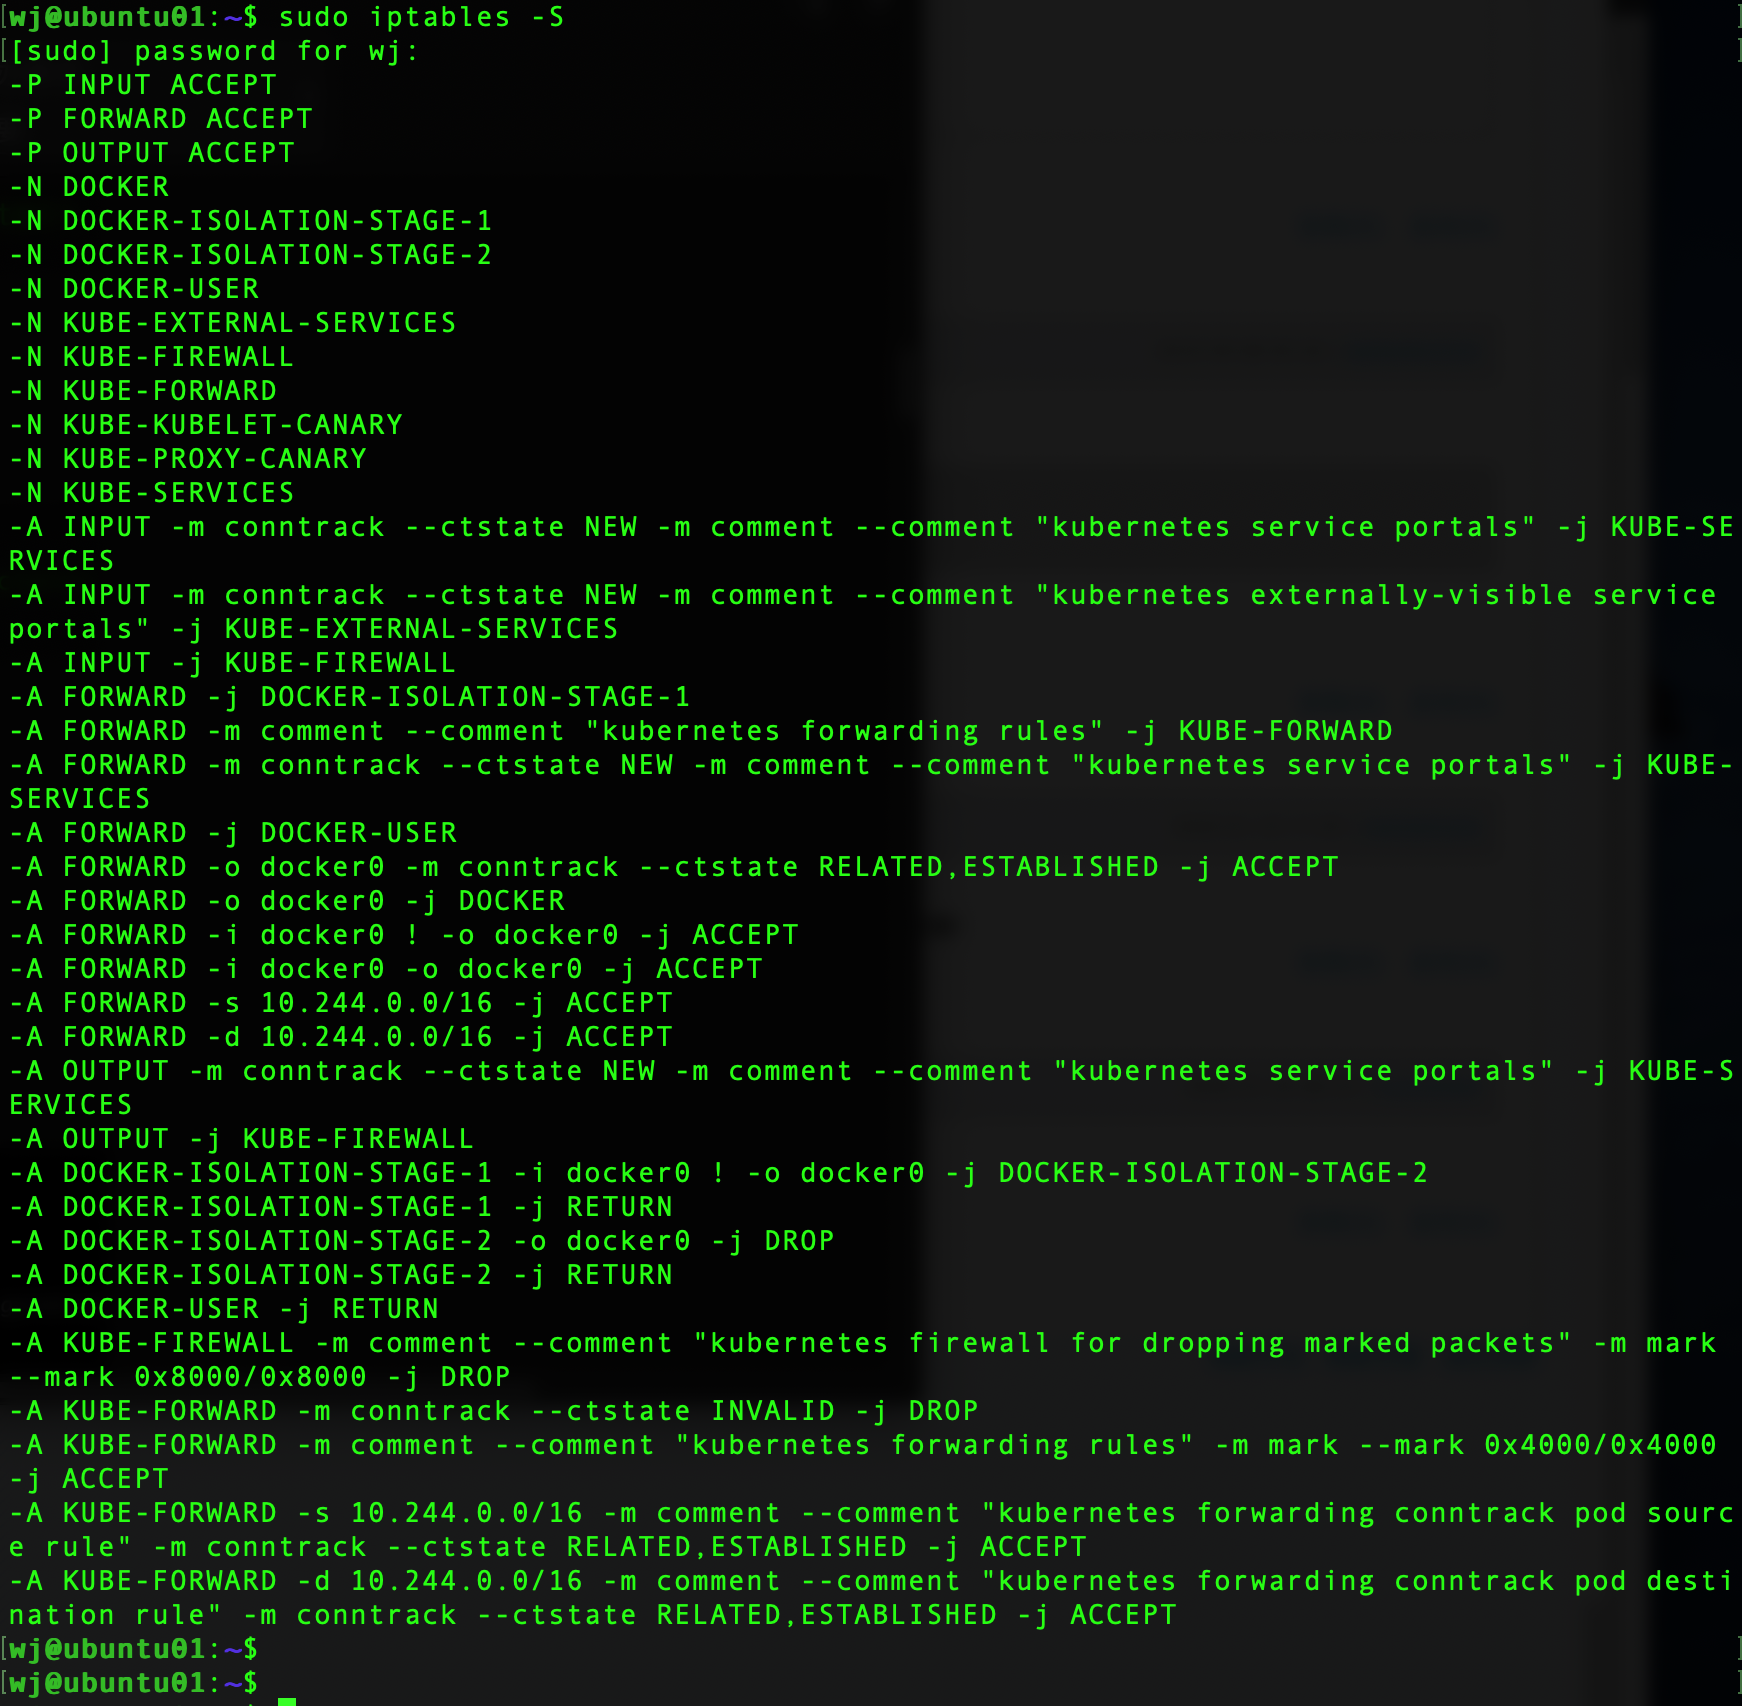 [wj@ubuntu01:~$ sudo iptables -S ]
[[sudo] password for wj: ]
-P INPUT ACCEPT
-P FORWARD ACCEPT
-P OUTPUT ACCEPT
-N DOCKER
-N DOCKER-ISOLATION-STAGE-1
-N DOCKER-ISOLATION-STAGE-2
-N DOCKER-USER
-N KUBE-EXTERNAL-SERVICES
-N KUBE-FIREWALL
-N KUBE-FORWARD
-N KUBE-KUBELET-CANARY
-N KUBE-PROXY-CANARY
-N KUBE-SERVICES
-A INPUT -m conntrack --ctstate NEW -m comment --comment "kubernetes service portals" -j KUBE-SE
RVICES
-A INPUT -m conntrack --ctstate NEW -m comment --comment "kubernetes externally-visible service
portals" -j KUBE-EXTERNAL-SERVICES
-A INPUT -j KUBE-FIREWALL
-A FORWARD -j DOCKER-ISOLATION-STAGE-1
-A FORWARD -m comment --comment "kubernetes forwarding rules" -j KUBE-FORWARD
-A FORWARD -m conntrack --ctstate NEW -m comment --comment "kubernetes service portals" -j KUBE-
SERVICES
-A FORWARD -j DOCKER-USER
-A FORWARD -o docker0 -m conntrack --ctstate RELATED,ESTABLISHED -j ACCEPT
-A FORWARD -o docker0 -j DOCKER
-A FORWARD -i docker0 ! -o docker0 -j ACCEPT
-A FORWARD -i docker0 -o docker0 -j ACCEPT
-A FORWARD -s 10.244.0.0/16 -j ACCEPT
-A FORWARD -d 10.244.0.0/16 -j ACCEPT
-A OUTPUT -m conntrack --ctstate NEW -m comment --comment "kubernetes service portals" -j KUBE-S
ERVICES
-A OUTPUT -j KUBE-FIREWALL
-A DOCKER-ISOLATION-STAGE-1 -i docker0 ! -o docker0 -j DOCKER-ISOLATION-STAGE-2
-A DOCKER-ISOLATION-STAGE-1 -j RETURN
-A DOCKER-ISOLATION-STAGE-2 -o docker0 -j DROP
-A DOCKER-ISOLATION-STAGE-2 -j RETURN
-A DOCKER-USER -j RETURN
-A KUBE-FIREWALL -m comment --comment "kubernetes firewall for dropping marked packets" -m mark
--mark 0x8000/0x8000 -j DROP
-A KUBE-FORWARD -m conntrack --ctstate INVALID -j DROP
-A KUBE-FORWARD -m comment --comment "kubernetes forwarding rules" -m mark --mark 0x4000/0x4000
-j ACCEPT
-A KUBE-FORWARD -s 10.244.0.0/16 -m comment --comment "kubernetes forwarding conntrack pod sourc
e rule" -m conntrack --ctstate RELATED,ESTABLISHED -j ACCEPT
-A KUBE-FORWARD -d 10.244.0.0/16 -m comment --comment "kubernetes forwarding conntrack pod desti
nation rule" -m conntrack --ctstate RELATED,ESTABLISHED -j ACCEPT
[wj@ubuntu01:~$ ]
[wj@ubuntu01:~$ ]